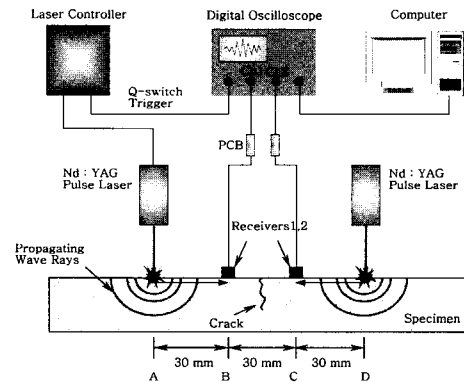 Laser Controller
Digital Oscilloscope
Computer
Q-switch
Trigger
PCB
Nd : YAG
Pulse Laser
Nd : YAG
Pulse Laser
Receivers1,2
Propagating
Wave Rays
Crack
Specimen
30 mm
30 mm
30 mm
A
B
C
D